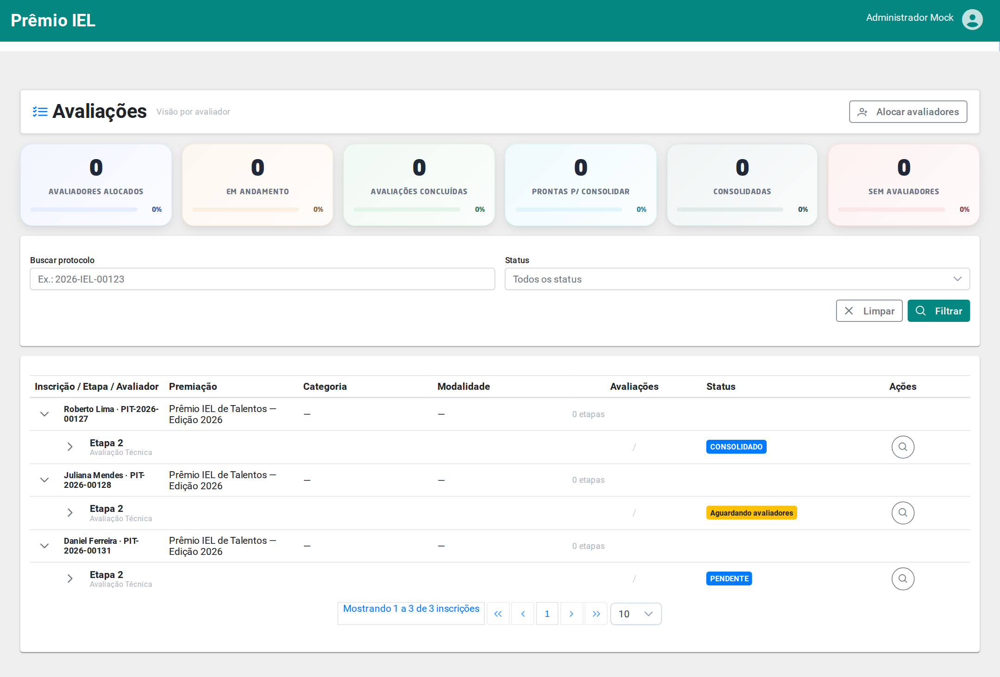 Prêmio IEL
Administrador Mock
Avaliações
Visão por avaliador
Alocar avaliadores
0
AVALIADORES ALOCADOS
0%
0
EM ANDAMENTO
0%
0
AVALIAÇÕES CONCLUÍDAS
0%
0
PRONTAS P/ CONSOLIDAR
0%
0
CONSOLIDADAS
0%
0
SEM AVALIADORES
0%
Buscar protocolo
Ex.: 2026-IEL-00123
Status
Todos os status
Limpar
Filtrar
Inscrição / Etapa / Avaliador
Premiação
Categoria
Modalidade
Avaliações
Status
Ações
Roberto Lima · PIT-2026-
00127
Prêmio IEL de Talentos —
Edição 2026
—
—
0 etapas
Etapa 2
Avaliação Técnica
/
CONSOLIDADO
Juliana Mendes · PIT-
2026-00128
Prêmio IEL de Talentos —
Edição 2026
—
—
0 etapas
Etapa 2
Avaliação Técnica
/
Aguardando avaliadores
Daniel Ferreira · PIT-
2026-00131
Prêmio IEL de Talentos —
Edição 2026
—
—
0 etapas
Etapa 2
Avaliação Técnica
/
PENDENTE
Mostrando 1 a 3 de 3 inscrições
1
10